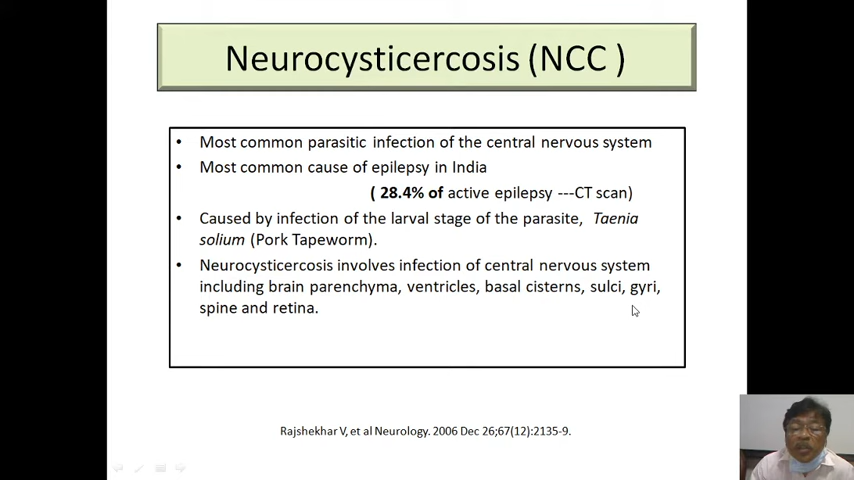 Neurocysticercosis (NCC )
• Most common parasitic infection of the central nervous system
• Most common cause of epilepsy in India
( 28.4% of active epilepsy ---CT scan)
• Caused by infection of the larval stage of the parasite, Taenia
solium (Pork Tapeworm).
• Neurocysticercosis involves infection of central nervous system
including brain parenchyma, ventricles, basal cisterns, sulci, gyri,
spine and retina.
Rajshekhar V, et al Neurology. 2006 Dec 26;67(12):2135-9.